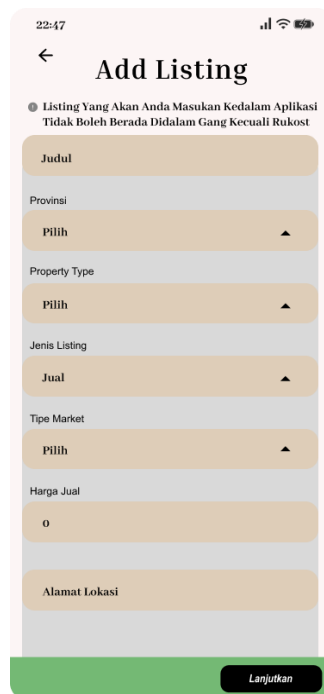 22:47
Add Listing
Listing Yang Akan Anda Masukan Kedalam Aplikasi
Tidak Boleh Berada Didalam Gang Kecuali Rukost
Judul
Provinsi
Pilih
Property Type
Pilih
Jenis Listing
Jual
Tipe Market
Pilih
Harga Jual
0
Alamat Lokasi
Lanjutkan